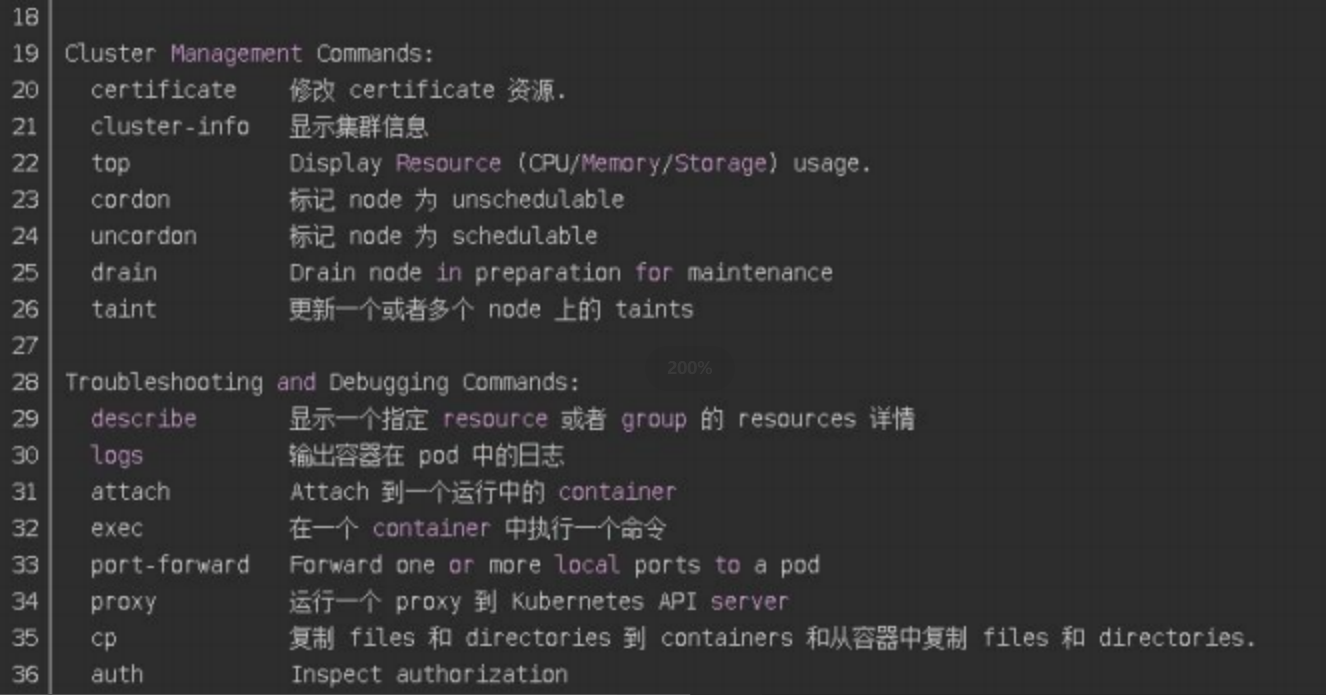 18
19 Cluster Management Commands:
20 certificate 修改 certificate 资源.
21 cluster-info 显示集群信息
22 top Display Resource (CPU/Memory/Storage) usage.
23 cordon 标记 node 为 unschedulable
24 uncordon 标记 node 为 schedulable
25 drain Drain node in preparation for maintenance
26 taint 更新一个或者多个 node 上的 taints
27
200%
28 Troubleshooting and Debugging Commands:
29 describe 显示一个指定 resource 或者 group 的 resources 详情
30 logs 输出容器在 pod 中的日志
31 attach Attach 到一个运行中的 container
32 exec 在一个 container 中执行一个命令
33 port-forward Forward one or more local ports to a pod
34 proxy 运行一个 proxy 到 Kubernetes API server
35 cp 复制 files 和 directories 到 containers 和从容器中复制 files 和 directories.
36 auth Inspect authorization